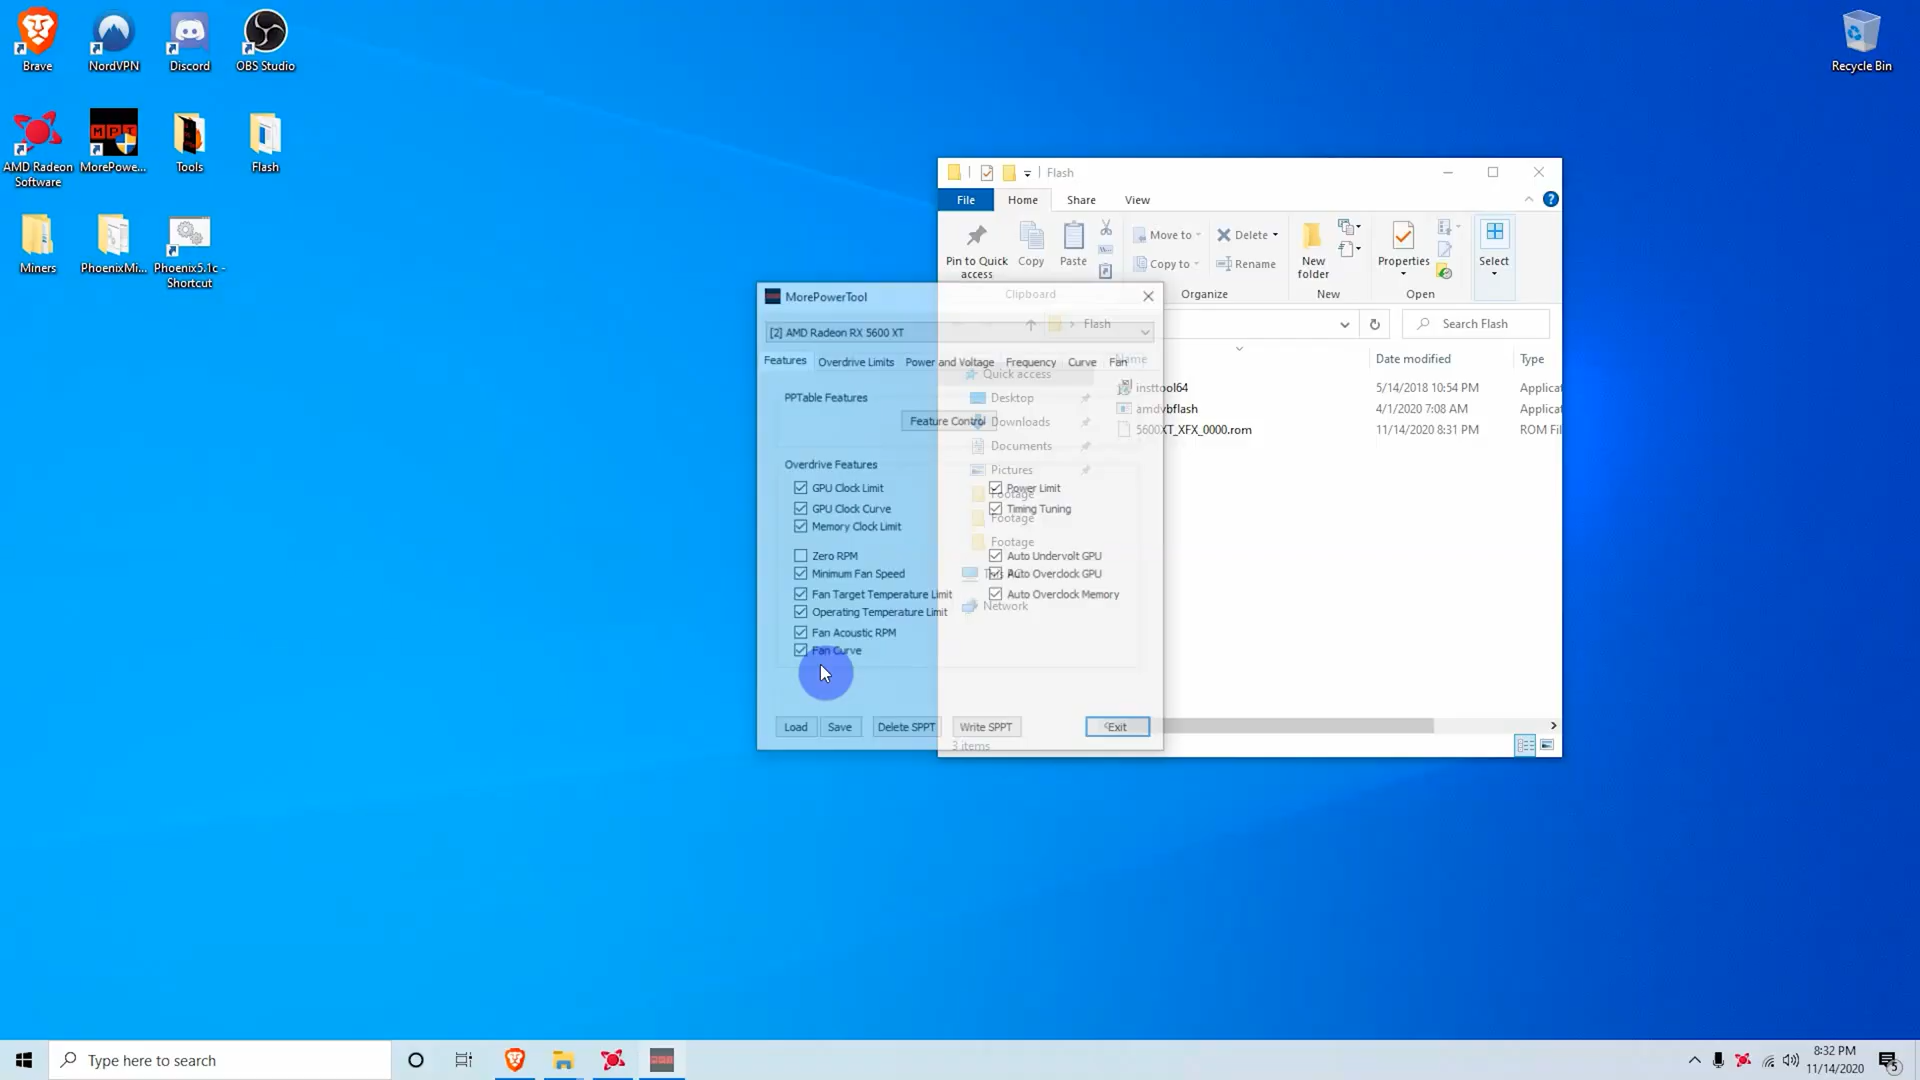 Brave
NordVPN
Discord
OBS Studio
Recycle Bin
AMD Radeon
Software
MorePowe...
Tools
Flash
Miners
PhoenixMi...
Phoenix5.1c -
Shortcut
Flash
File
Home
Share
View
Pin to Quick
access
Copy
Paste
Move to
Copy to
Delete
Rename
New
folder
Properties
Select
Clipboard
Organize
New
Open
Flash
Search Flash
Name
Date modified
Type
insttool64
5/14/2018 10:54 PM
Applicat
amdvbflash
4/1/2020 7:08 AM
Applicat
5600XT_XFX_0000.rom
11/14/2020 8:31 PM
ROM Fil
Quick access
Desktop
Downloads
Documents
Pictures
Footage
Footage
Footage
Network
3 items
MorePowerTool
[2] AMD Radeon RX 5600 XT
Features
Overdrive Limits
Power and Voltage
Frequency
Curve
Fan
PPTable Features
Feature Control
Overdrive Features
GPU Clock Limit
Power Limit
GPU Clock Curve
Timing Tuning
Memory Clock Limit
Zero RPM
Auto Undervolt GPU
Minimum Fan Speed
Auto Overclock GPU
Fan Target Temperature Limit
Auto Overclock Memory
Operating Temperature Limit
Fan Acoustic RPM
Fan Curve
Load
Save
Delete SPPT
Write SPPT
Exit
Type here to search
8:32 PM
11/14/2020
5